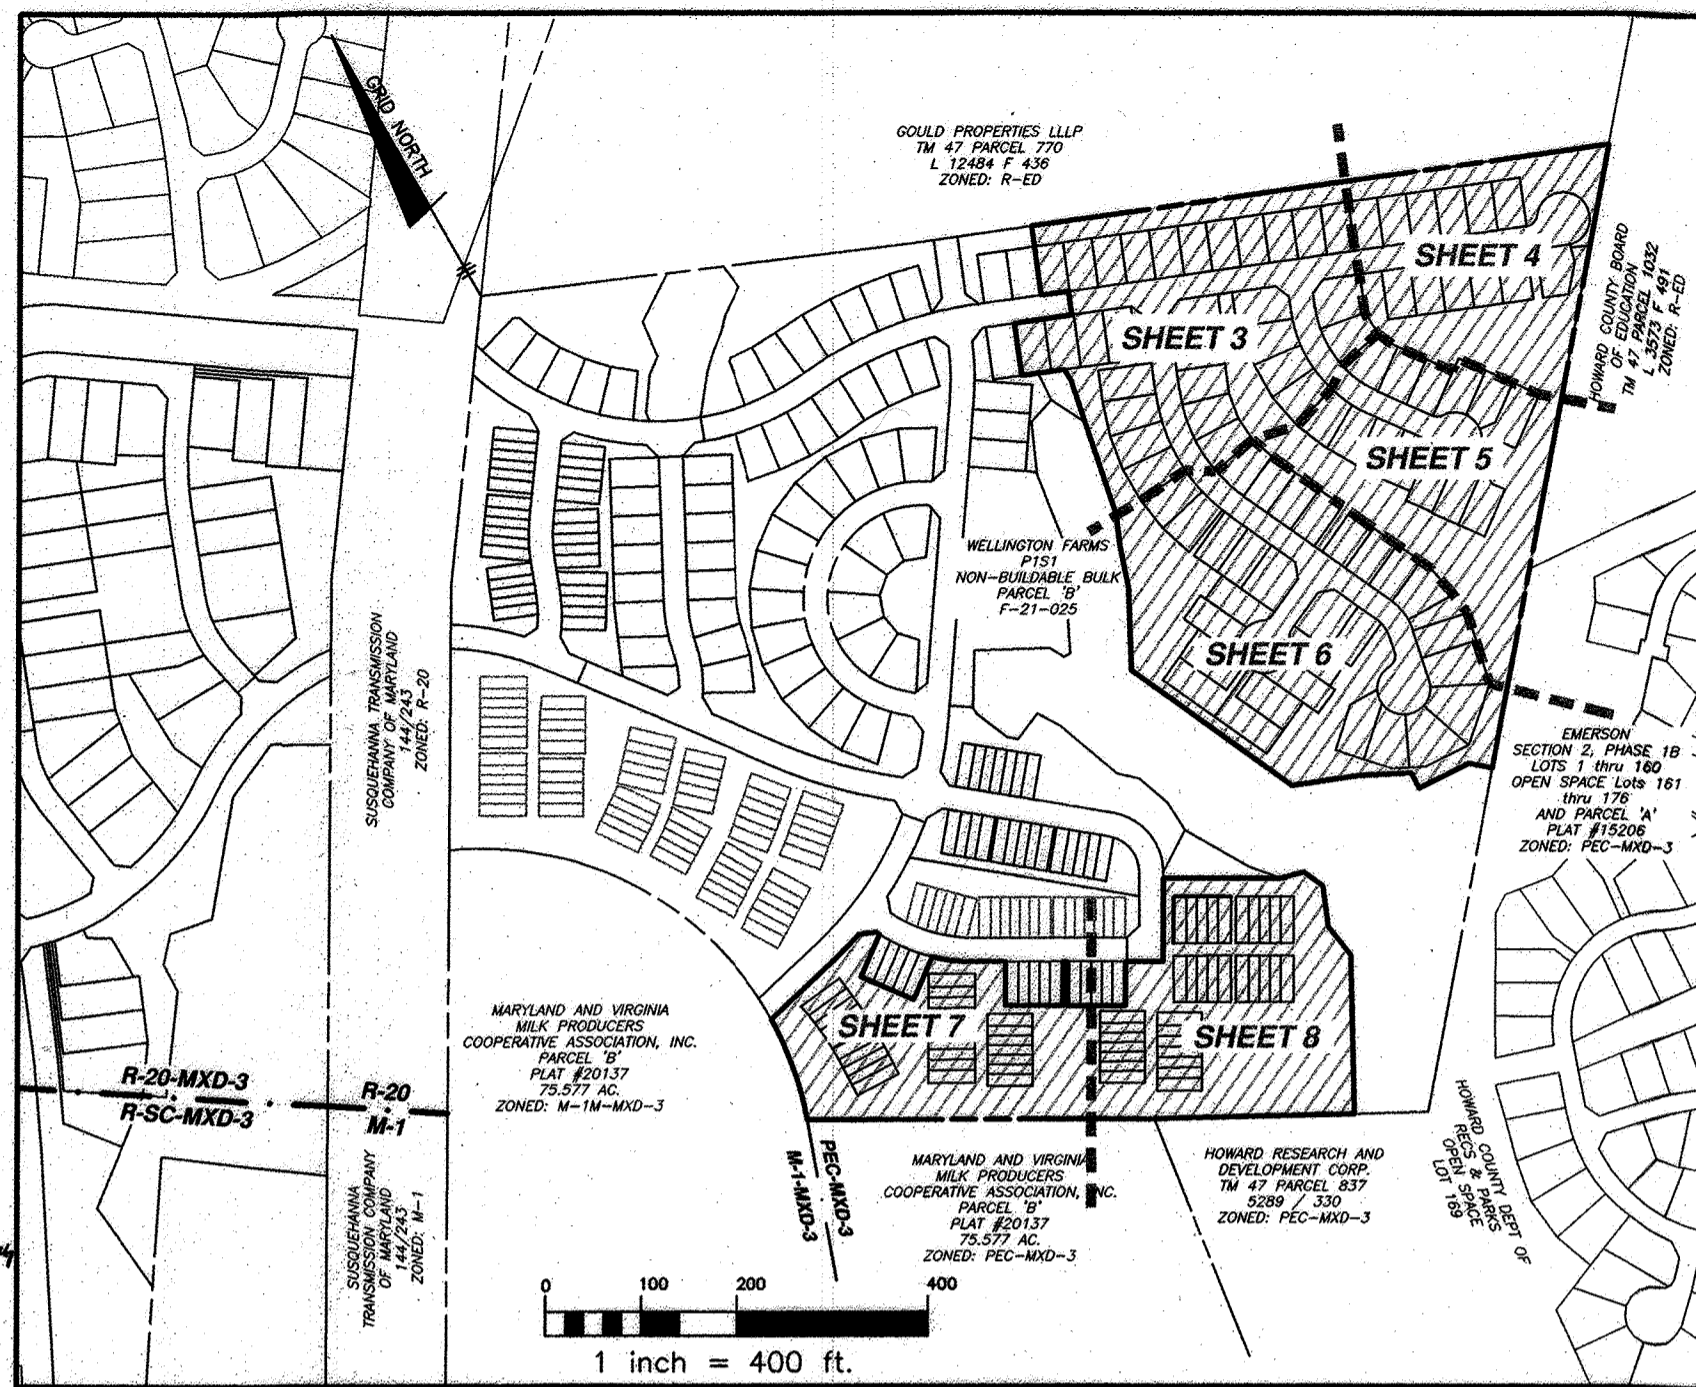 GRID NORTH
GOULD PROPERTIES LLLP
TM 47 PARCEL 770
L 12484 F 436
ZONED: R-ED
SHEET 4
HOWARD COUNTY BOARD
OF EDUCATION
TM 47 PARCEL 1032
L 3573 F 491
ZONED: R-ED
SHEET 3
SHEET 5
WELLINGTON FARMS
P1S1
NON-BUILDABLE BULK
PARCEL 'B'
F-21-025
SHEET 6
SUSQUEHANNA TRANSMISSION
COMPANY OF MARYLAND
144/243
ZONED: R-20
EMERSON
SECTION 2, PHASE 1B
LOTS 1 thru 160
OPEN SPACE Lots 161
thru 176
AND PARCEL 'A'
PLAT #15206
ZONED: PEC-MXD-3
MARYLAND AND VIRGINIA
MILK PRODUCERS
COOPERATIVE ASSOCIATION, INC.
PARCEL 'B'
PLAT #20137
75.577 AC.
ZONED: M-1M-MXD-3
SHEET 7
SHEET 8
R-20-MXD-3
R-SC-MXD-3
R-20
M-1
SUSQUEHANNA
TRANSMISSION COMPANY
OF MARYLAND
144/243
ZONED: M-1
PEC-MXD-3
M-1-MXD-3
MARYLAND AND VIRGINIA
MILK PRODUCERS
COOPERATIVE ASSOCIATION, INC.
PARCEL 'B'
PLAT #20137
75.577 AC.
ZONED: PEC-MXD-3
HOWARD RESEARCH AND
DEVELOPMENT CORP.
TM 47 PARCEL 837
5289 / 330
ZONED: PEC-MXD-3
HOWARD COUNTY DEPT OF
RECS & PARKS
OPEN SPACE
LOT 169
0 100 200 400
1 inch = 400 ft.